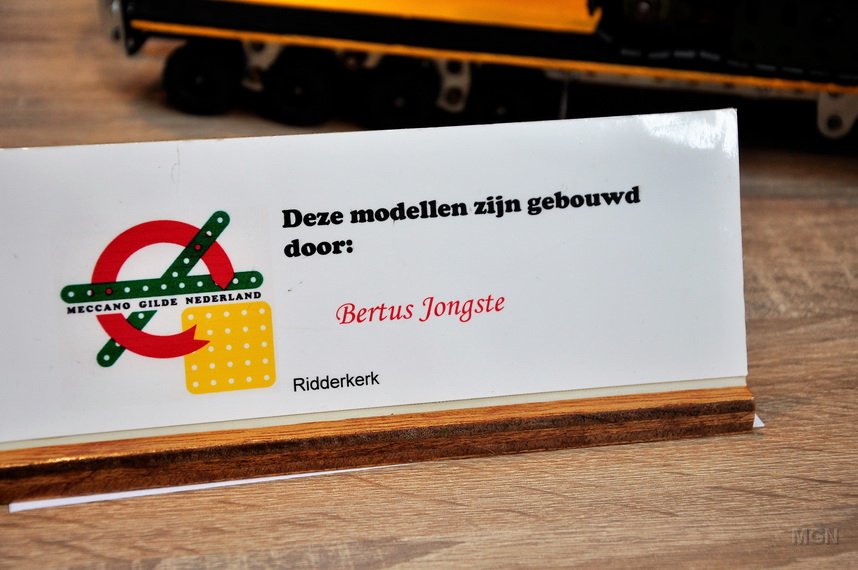 Deze modellen zijn gebouwd
door:
MECCANO GILDE NEDERLAND
Bertus Jongste
Ridderkerk
MGN